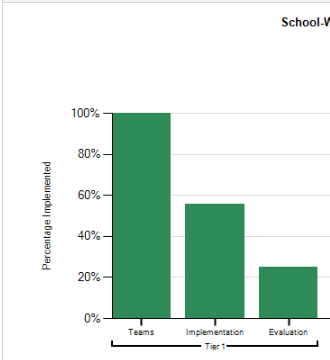 School-W
100%
80%
60%
40%
20%
0%
Percentage Implemented
Teams Implementation Evaluation
Tier 1